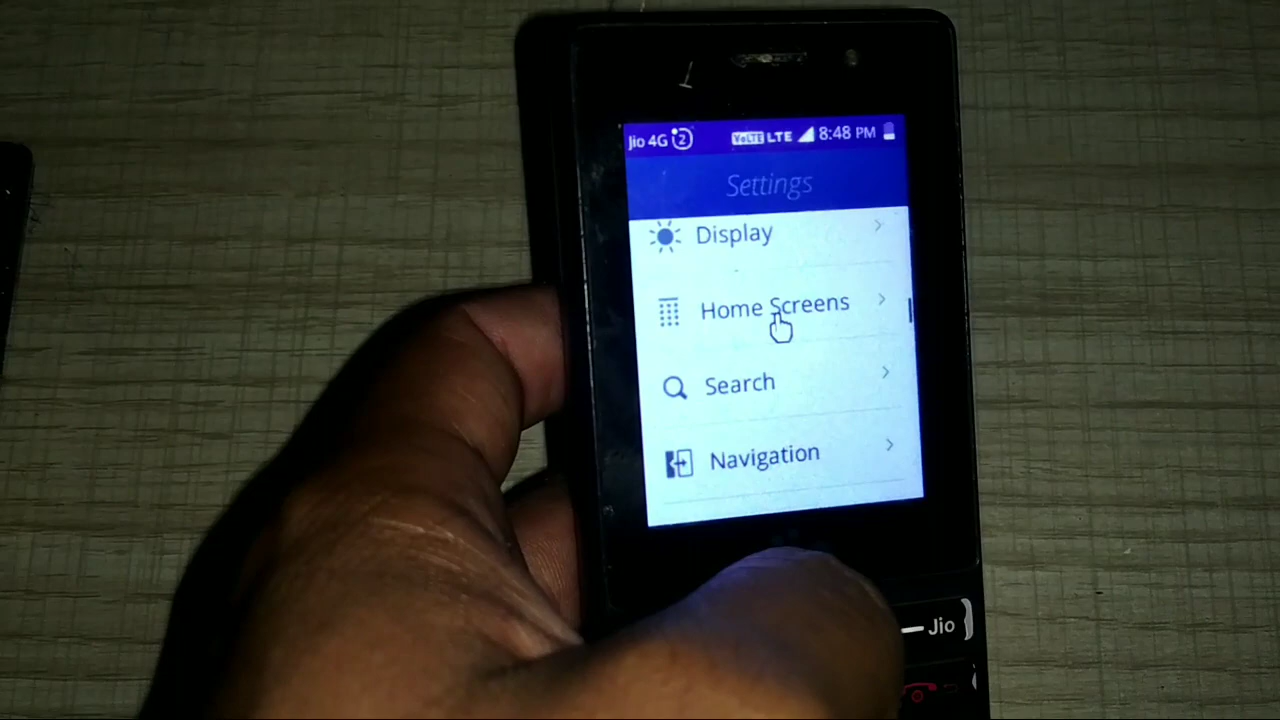 Jio 4G 2 VoLTE LTE 8:48 PM
Settings
Display
Home Screens
Search
Navigation
Jio